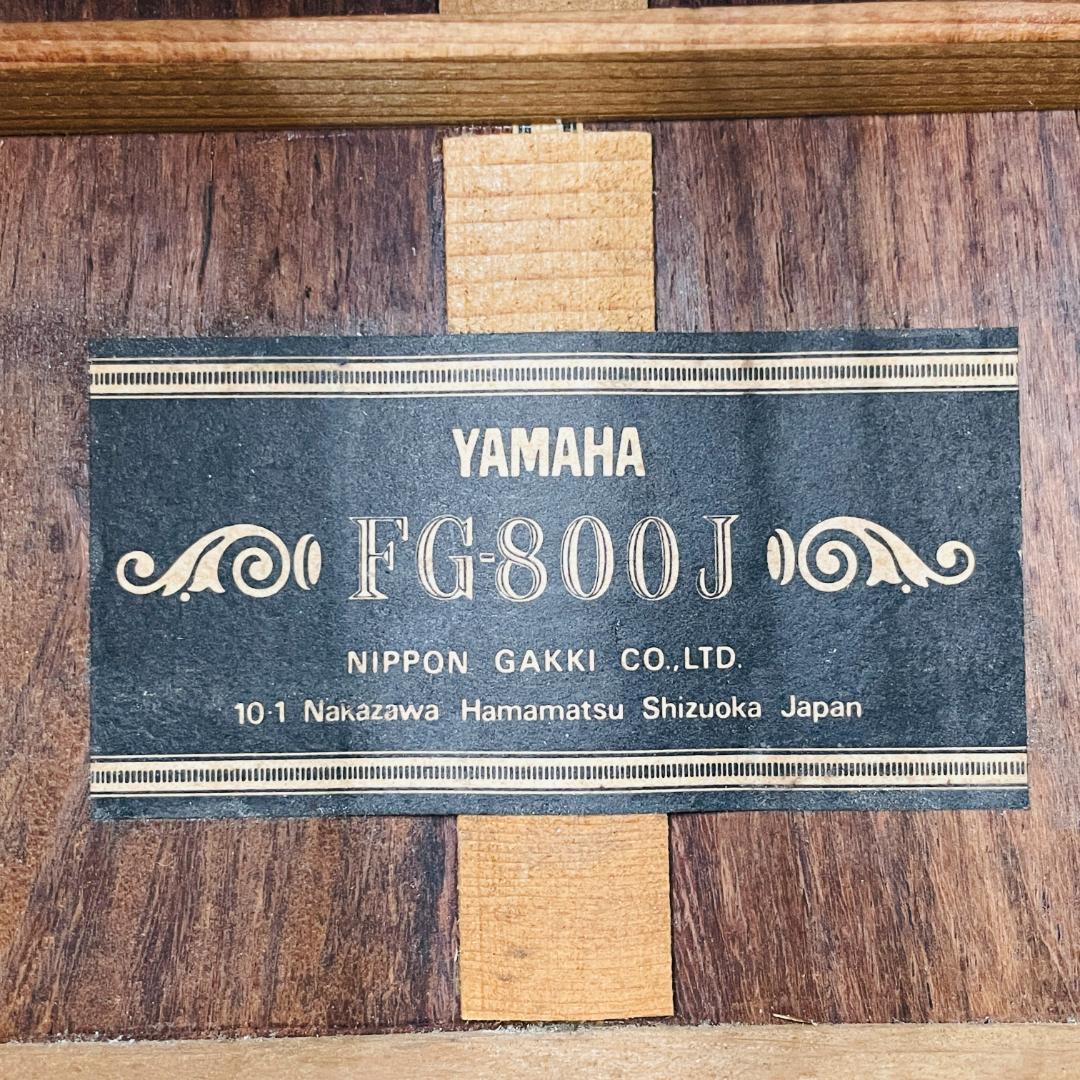 YAMAHA
FG-800J
NIPPON GAKKI CO.,LTD.
10-1 Nakazawa Hamamatsu Shizuoka Japan